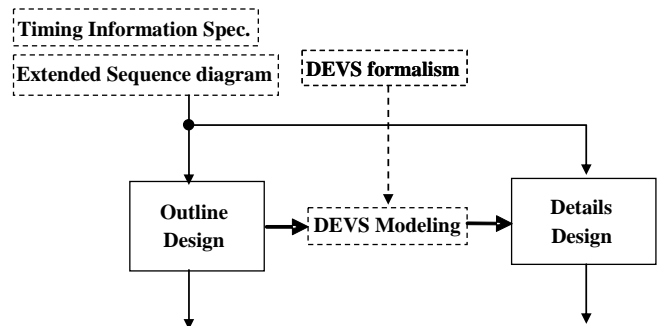 Timing Information Spec.
Extended Sequence diagram
DEVS formalism
Outline
Design
DEVS Modeling
Details
Design